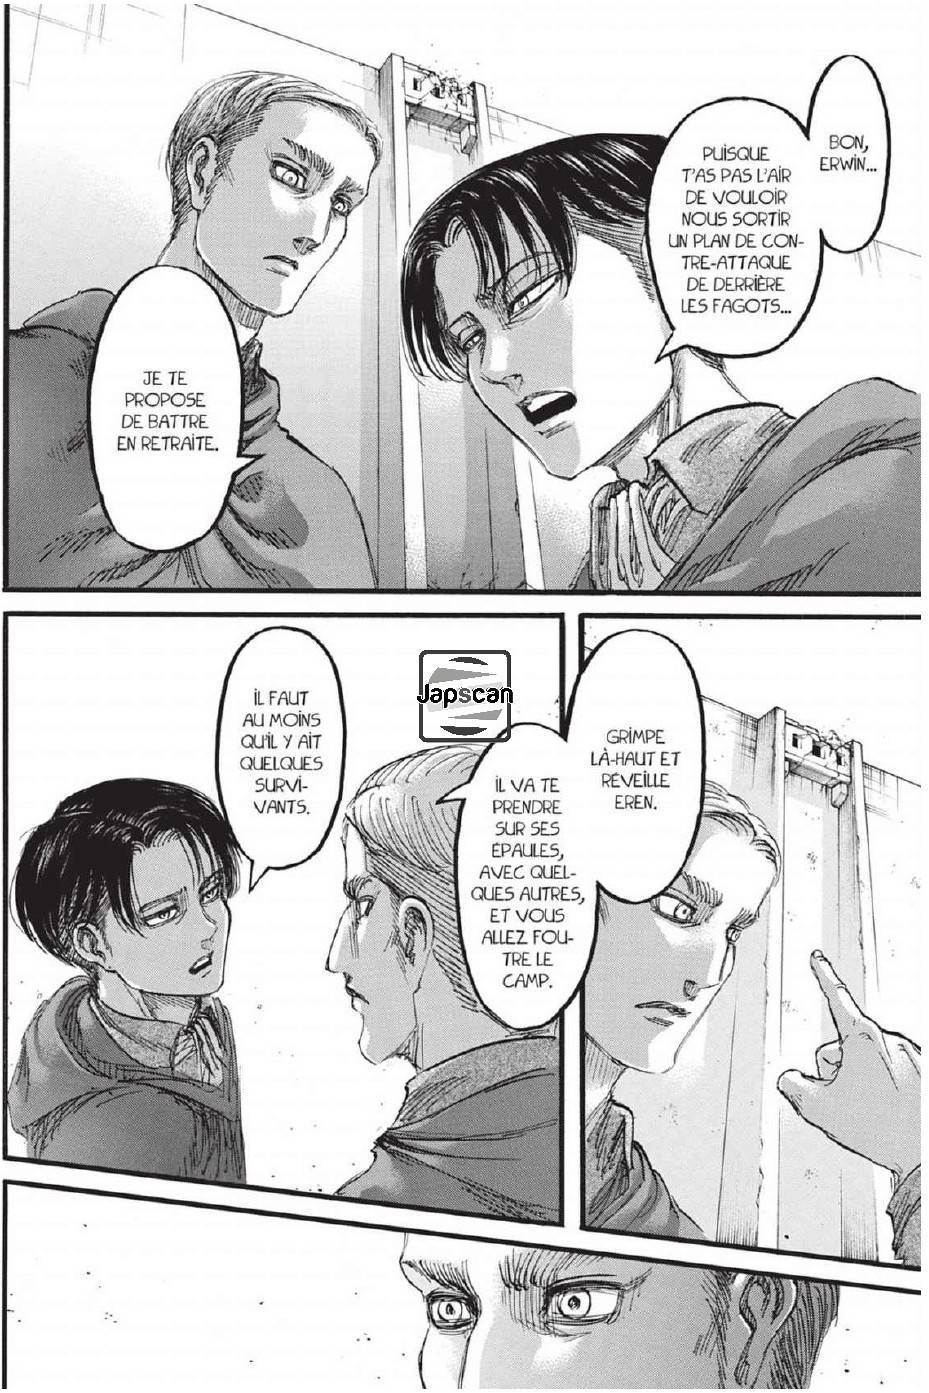 BON,
ERWIN...
PUISQUE
T'AS PAS L'AIR
DE VOULOIR
NOUS SORTIR
UN PLAN DE CON-
TRE-ATTAQUE
DE DERRIÈRE
LES FAGOTS...
JE TE
PROPOSE
DE BATTRE
EN RETRAITE.
GRIMPE
LÀ-HAUT ET
RÉVEILLE
EREN.
IL VA TE
PRENDRE
SUR SES
ÉPAULES,
AVEC QUEL-
QUES AUTRES,
ET VOUS
ALLEZ FOU-
TRE LE
CAMP.
IL FAUT
AU MOINS
QU'IL Y AIT
QUELQUES
SURVI-
VANTS.
Japscan